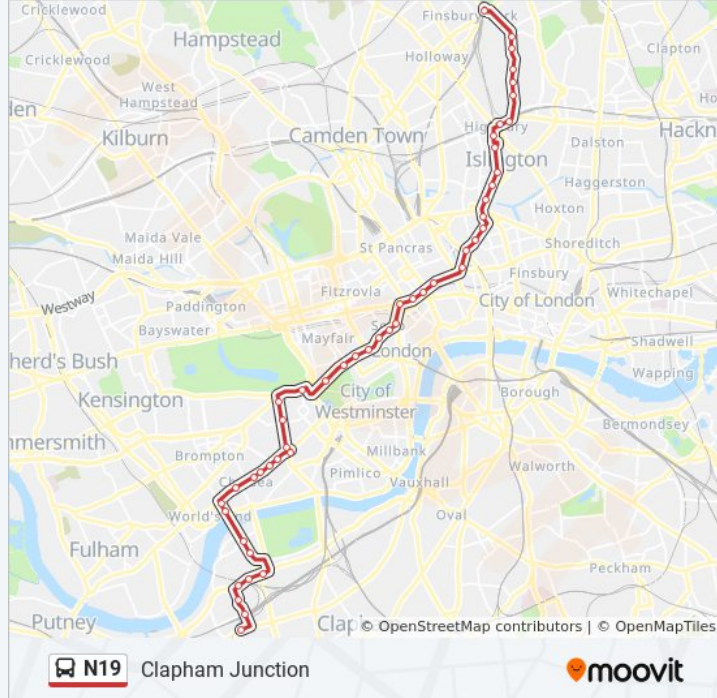 Cricklewood
Finsbury Park
Hampstead
Clapton
Cricklewood
Holloway
West
Hampstead
den
Highbury
Hackn
Kilburn
Camden Town
Dalston
Islington
Haggerston
Hoxton
Maida Vale
St Pancras
Shoreditch
Maida Hill
Finsbury
Fitzrovia
Whitechapel
Westway
Paddington
City of London
Bayswater
Mayfair
Shadwell
London
herd's Bush
Wapping
City of
Westminster
Borough
Kensington
Bermondsey
mmersmith
Brompton
Millbank
Walworth
Chelsea
Pimlico
Vauxhall
World's End
Oval
Fulham
Peckham
Putney
© OpenStreetMap contributors | © OpenMapTiles
N19
Clapham Junction
moovit